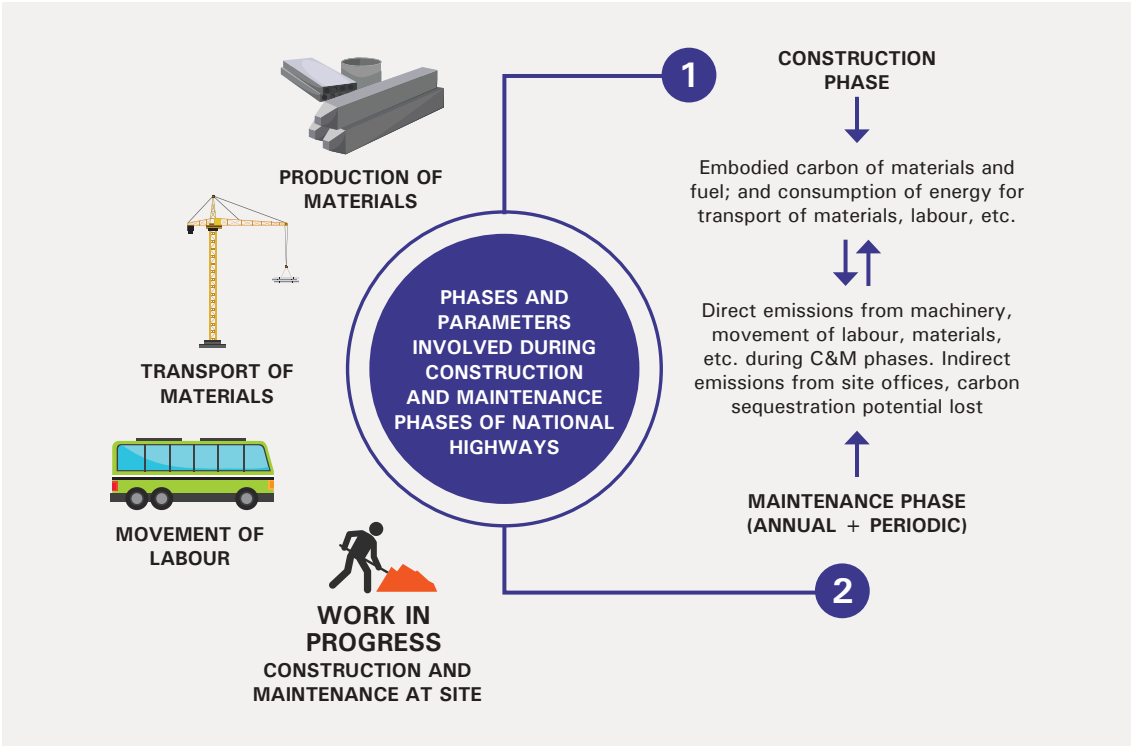 PRODUCTION OF
MATERIALS
TRANSPORT OF
MATERIALS
MOVEMENT OF
LABOUR
WORK IN
PROGRESS
CONSTRUCTION AND
MAINTENANCE AT SITE
PHASES AND
PARAMETERS
INVOLVED DURING
CONSTRUCTION
AND MAINTENANCE
PHASES OF NATIONAL
HIGHWAYS
1
CONSTRUCTION
PHASE
Embodied carbon of materials and
fuel; and consumption of energy for
transport of materials, labour, etc.
Direct emissions from machinery,
movement of labour, materials,
etc. during C&M phases. Indirect
emissions from site offices, carbon
sequestration potential lost
MAINTENANCE PHASE
(ANNUAL + PERIODIC)
2